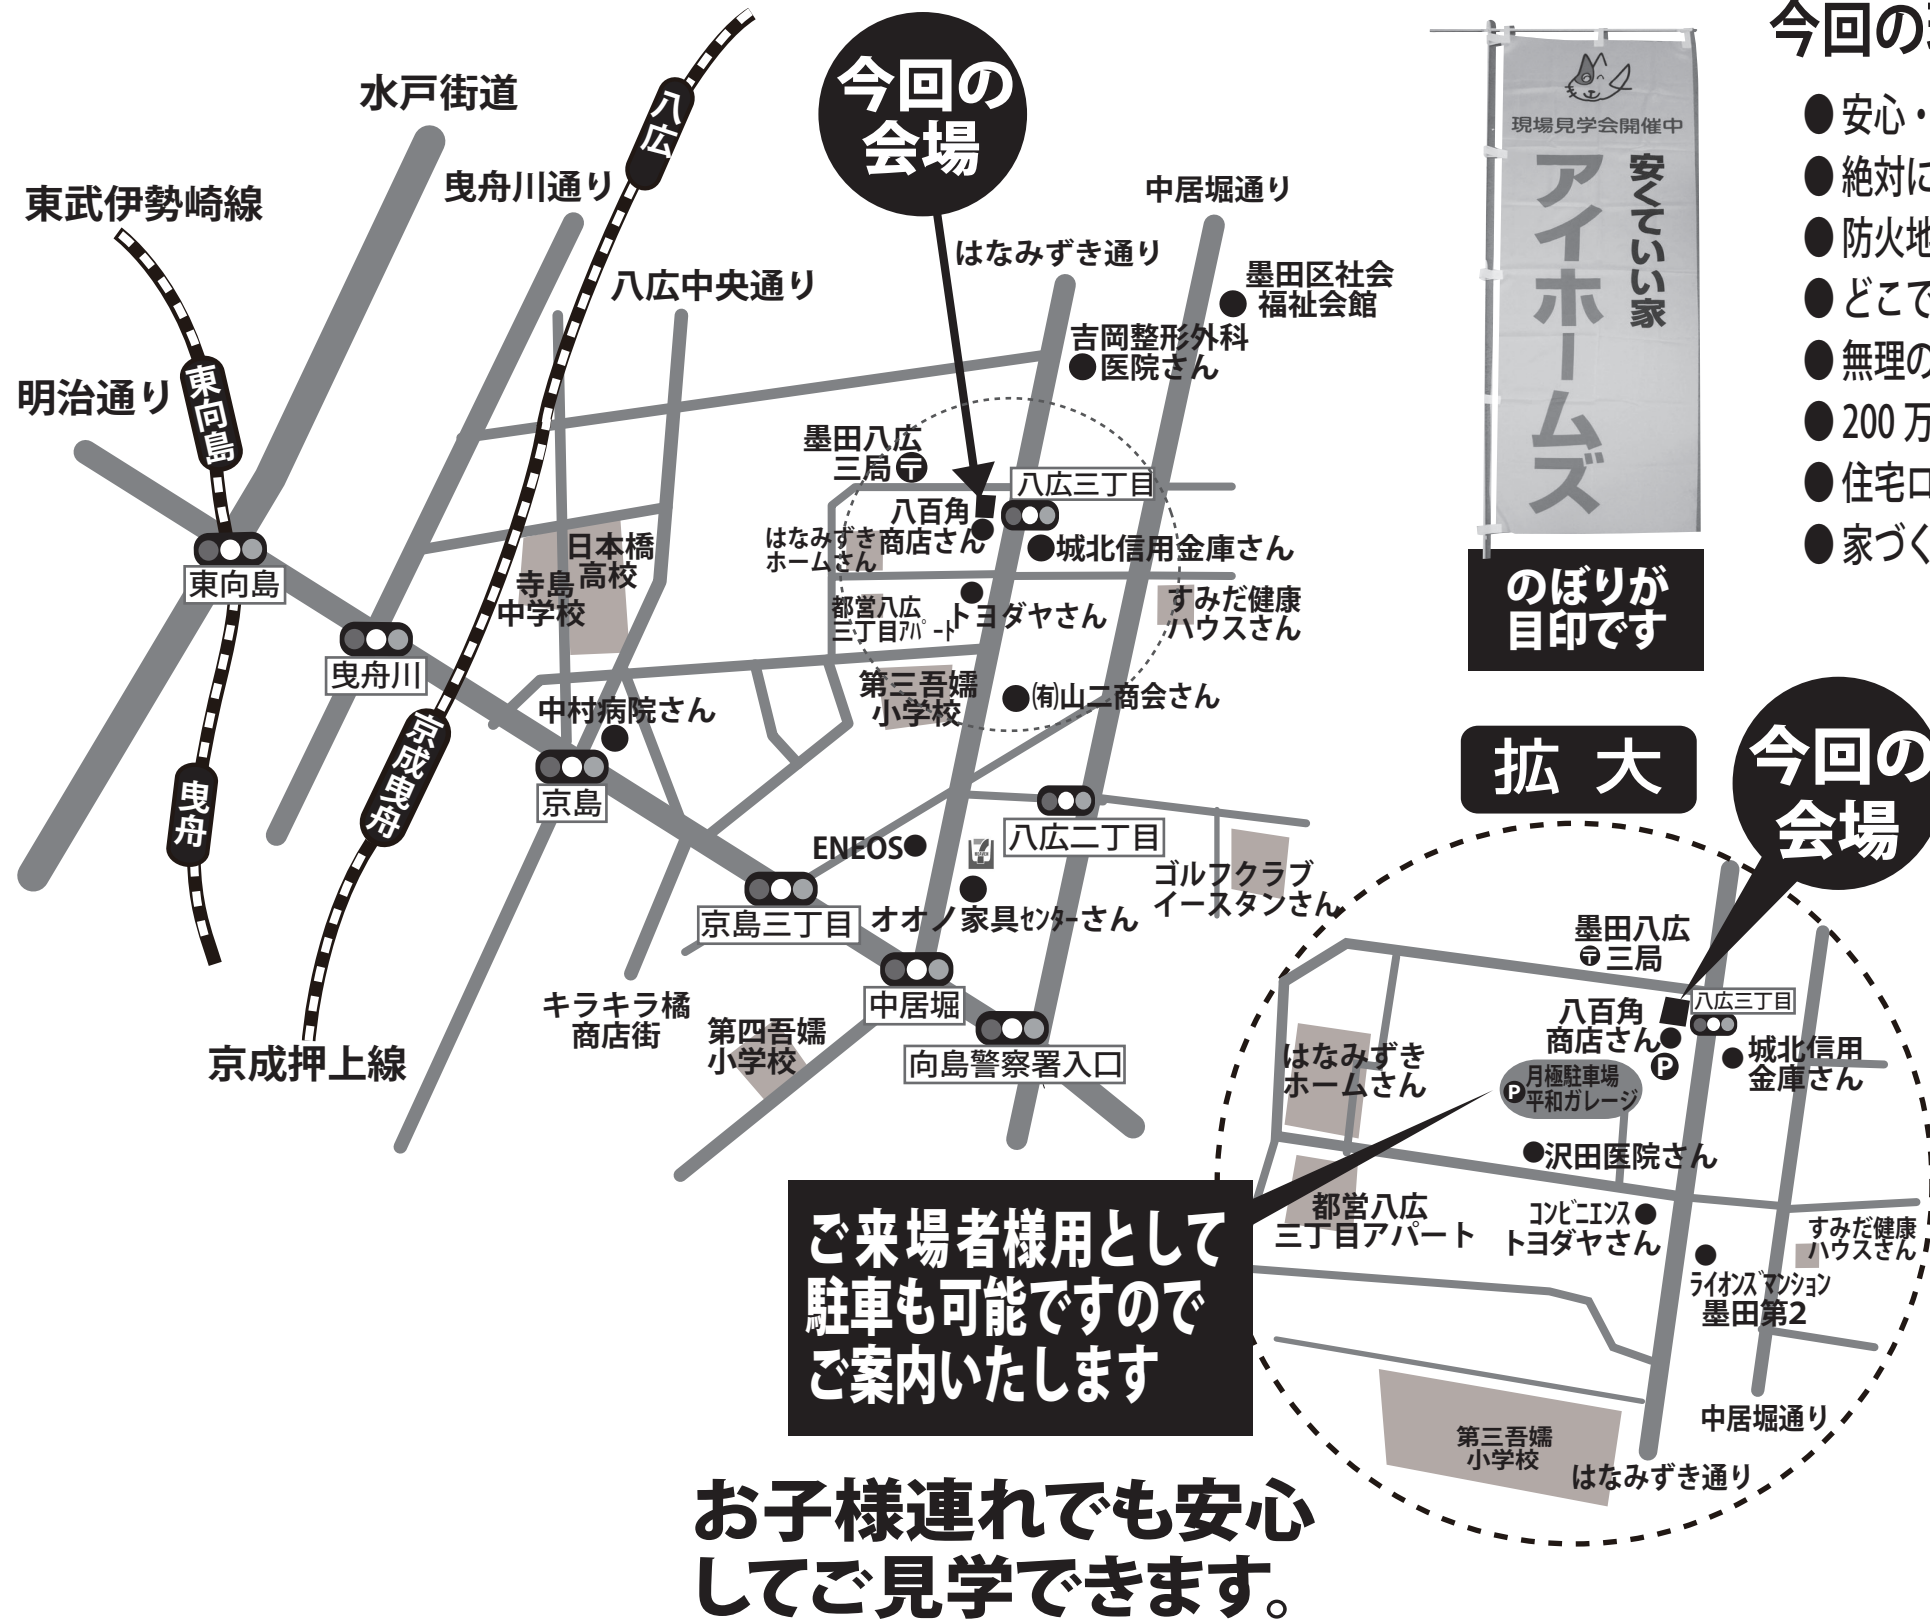 水戸街道
東武伊勢崎線
曳舟川通り
八広
今回の
会場
中居堀通り
はなみずき通り
墨田区社会
福祉会館
八広中央通り
吉岡整形外科
医院さん
明治通り
東向島
墨田八広
三局〒
八広三丁目
八百角
商店さん
はなみずき
ホームさん
城北信用金庫さん
日本橋
高校
寺島
中学校
都営八広
三丁目アパート
トヨダヤさん
すみだ健康
ハウスさん
東向島
曳舟川
第三吾嬬
小学校
㈲山二商会さん
中村病院さん
京成曳舟
曳舟
京島
八広二丁目
ENEOS
ゴルフクラブ
イースタンさん
京島三丁目
オオノ家具センターさん
キラキラ橘
商店街
中居堀
第四吾嬬
小学校
向島警察署入口
京成押上線
現場見学会開催中
安くていい家
アイホームズ
のぼりが
目印です
今回の
● 安心・
● 絶対に
● 防火地
● どこで
● 無理の
● 200 万
● 住宅ロ
● 家づく
拡 大
今回の
会場
墨田八広
〒三局
八広三丁目
八百角
商店さん
P
城北信用
金庫さん
はなみずき
ホームさん
P
月極駐車場
平和ガレージ
沢田医院さん
都営八広
三丁目アパート
コンビニエンス
トヨダヤさん
すみだ健康
ハウスさん
ライオンズマンション
墨田第2
中居堀通り
第三吾嬬
小学校
はなみずき通り
ご来場者様用として
駐車も可能ですので
ご案内いたします
お子様連れでも安心
してご見学できます。